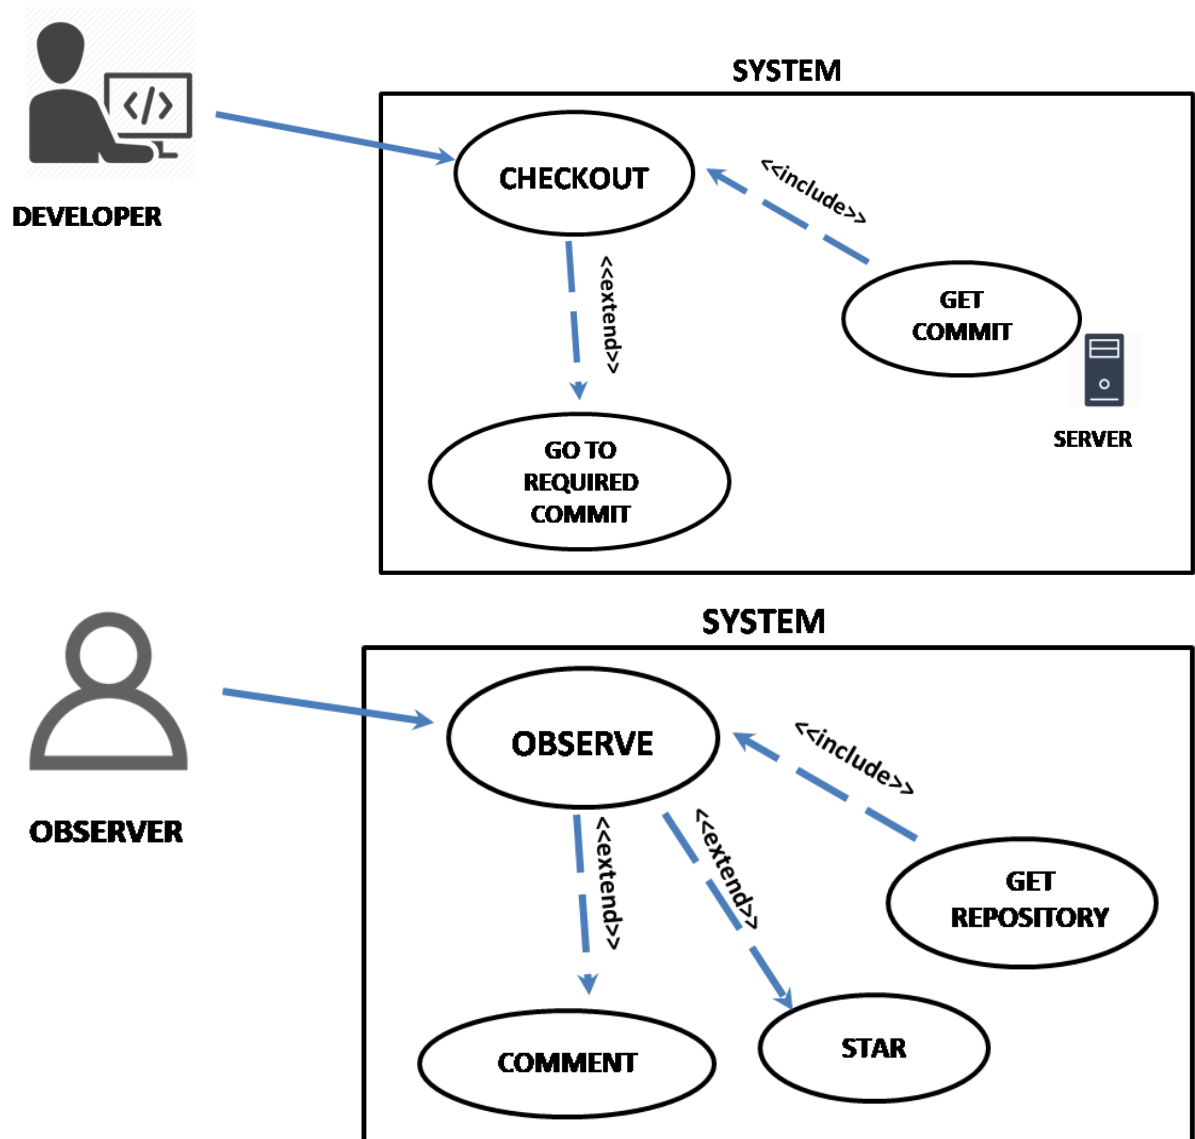 SYSTEM
</>
DEVELOPER
CHECKOUT
<<include>>
<<extend>>
GET
COMMIT
SERVER
GO TO
REQUIRED
COMMIT
SYSTEM
OBSERVER
OBSERVE
<<include>>
<<extend>>
<<extend>>
GET
REPOSITORY
COMMENT
STAR